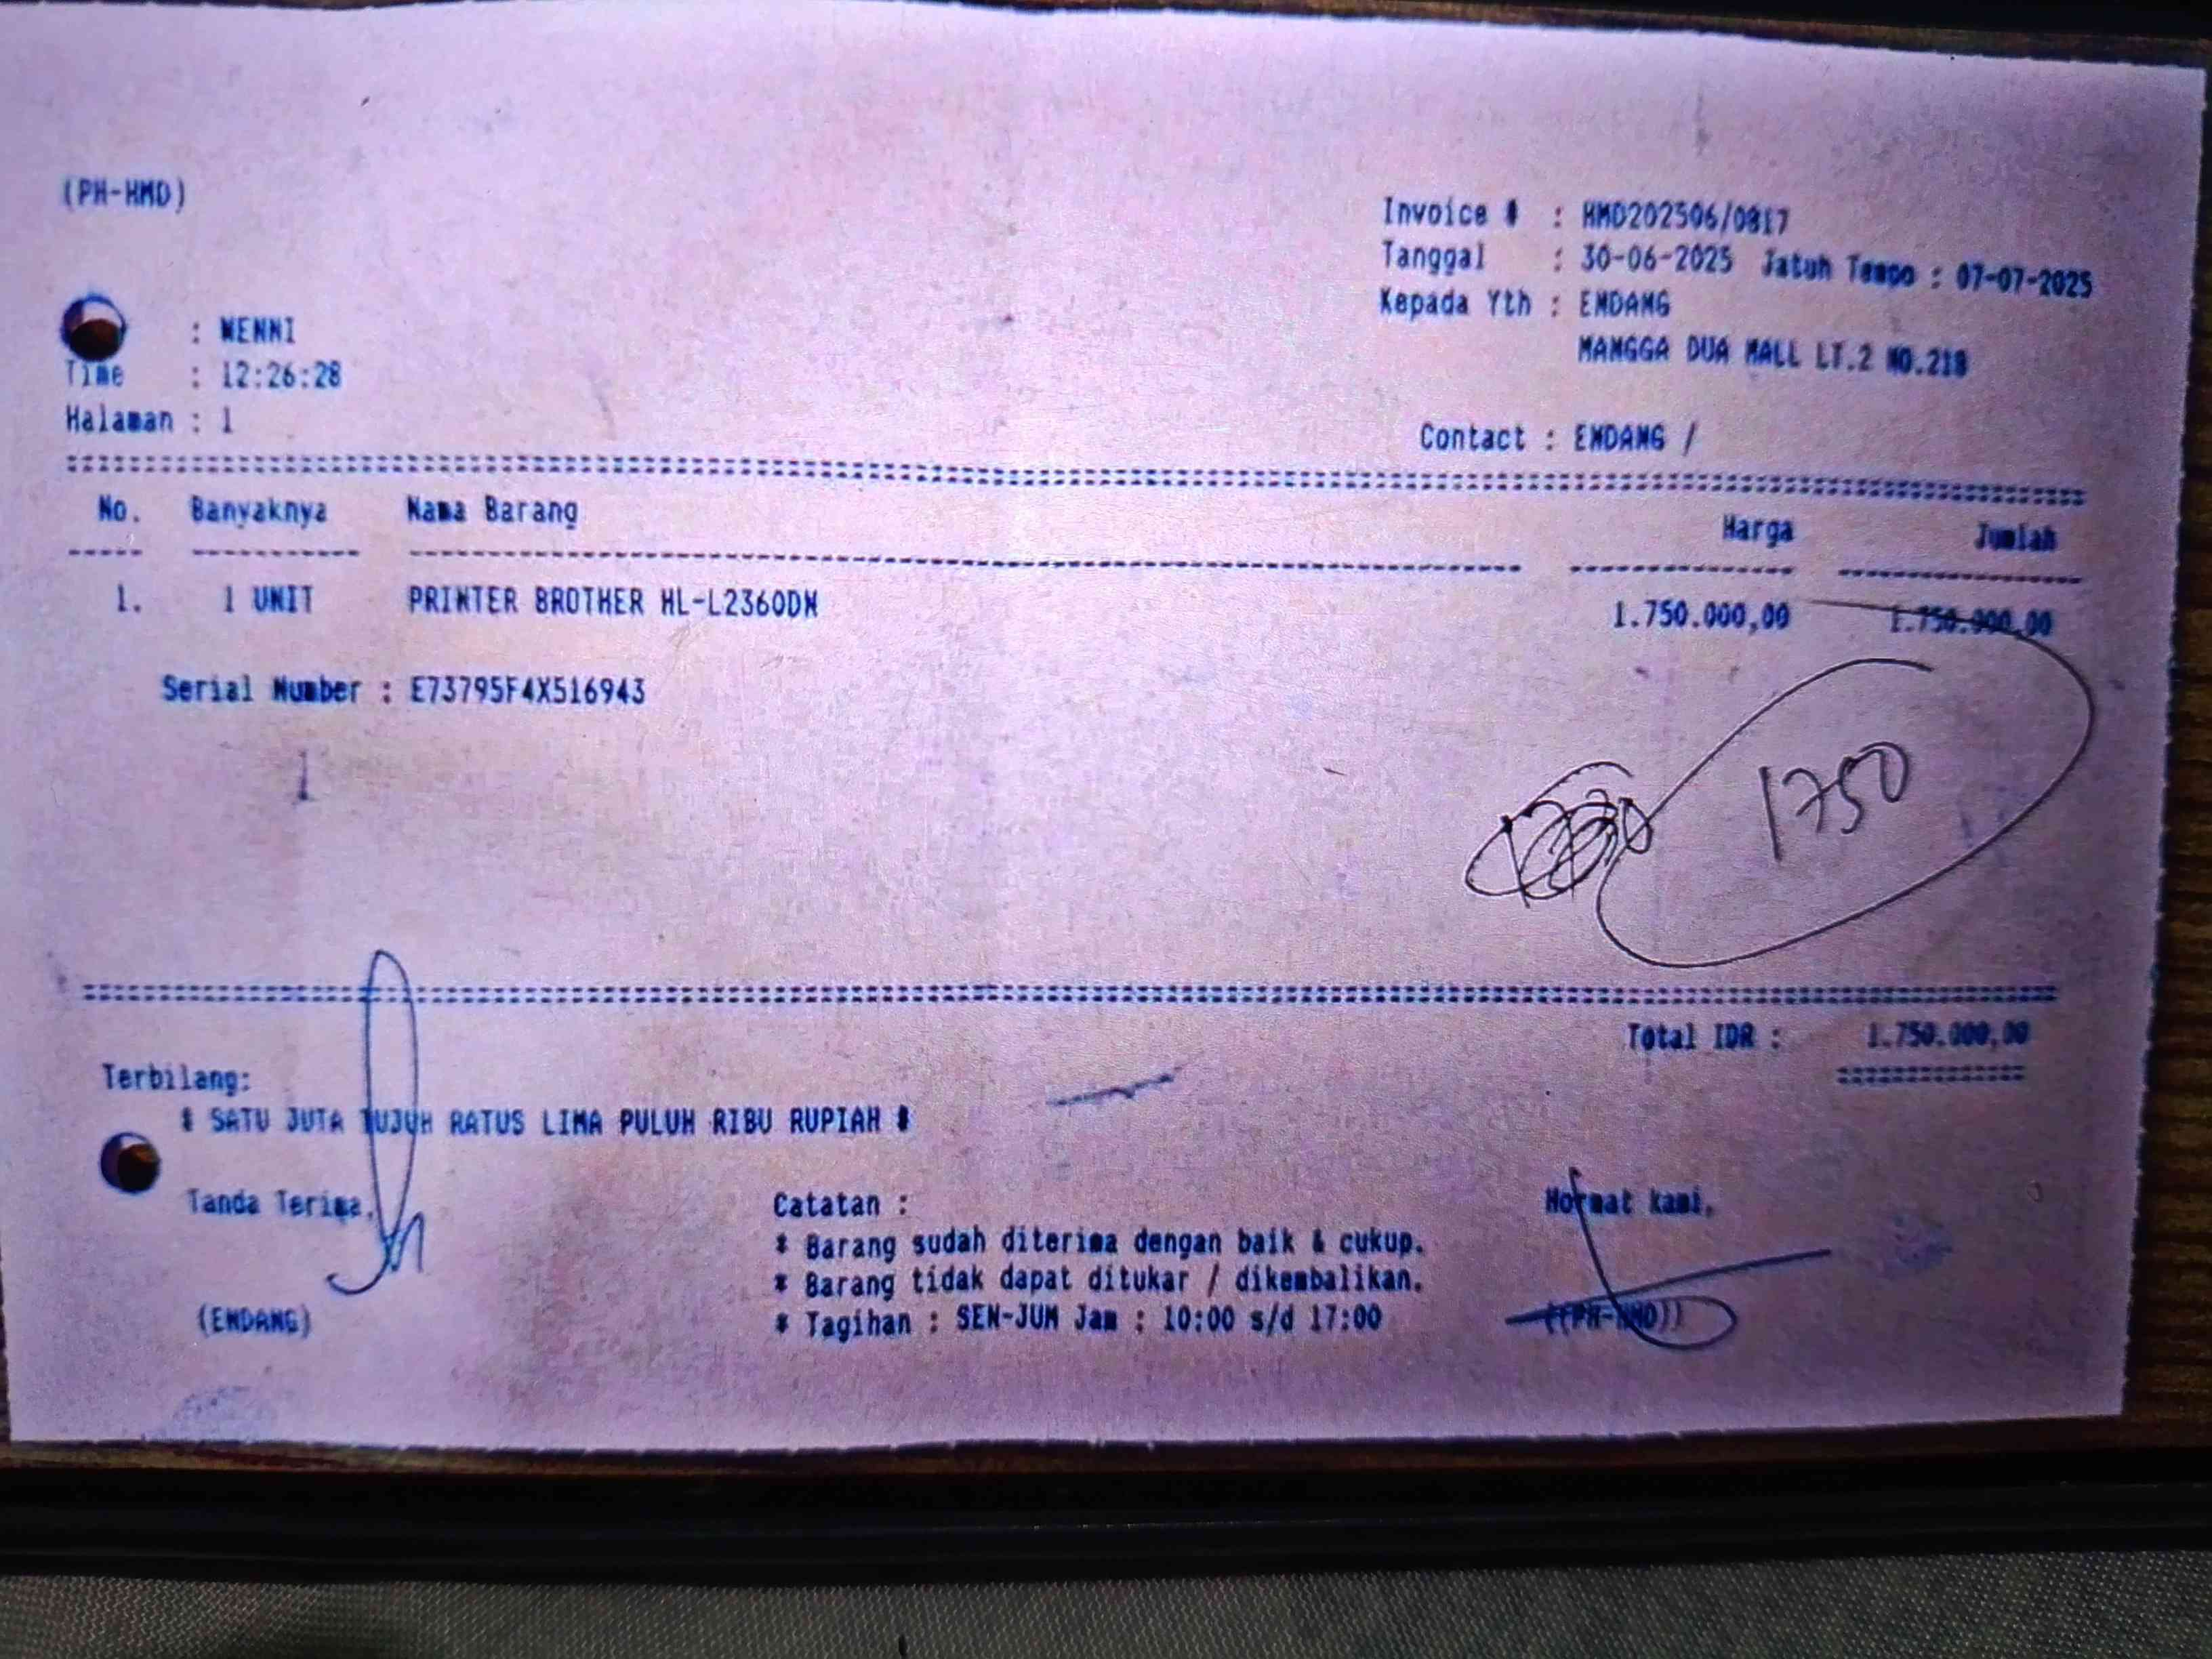 (PH-HMD)
Invoice # : HMD202506/0817
Tanggal : 30-06-2025 Jatuh Tempo : 07-07-2025
Kepada Yth : ENDANG
: WENNI
MANGGA DUA MALL LT.2 NO.218
Time : 12:26:28
Halaman : 1
Contact : ENDANG /
No. Banyaknya Nama Barang Harga Jumlah
1. 1 UNIT PRINTER BROTHER HL-L2360DN 1.750.000,00 1.750.000,00
Serial Number : E73795F4X516943
1750
Total IDR : 1.750.000,00
Terbilang:
# SATU JUTA TUJUH RATUS LIMA PULUH RIBU RUPIAH #
Tanda Terima, Catatan : Hormat kami,
* Barang sudah diterima dengan baik & cukup.
* Barang tidak dapat ditukar / dikembalikan.
(ENDANG) * Tagihan : SEN-JUM Jam : 10:00 s/d 17:00 ((PH-HMD))